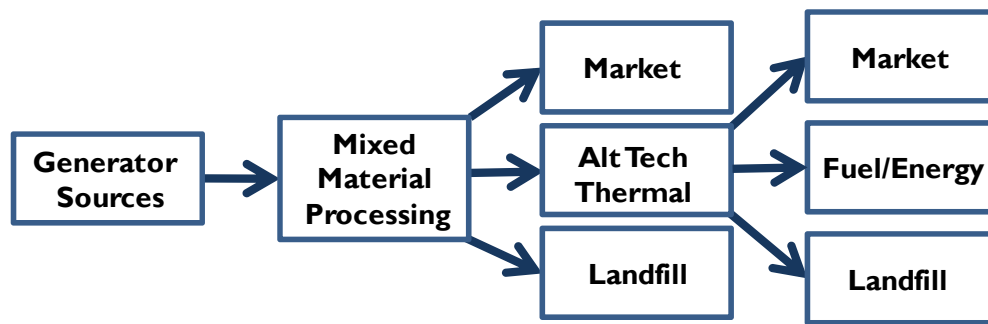 Generator
Sources
Mixed
Material
Processing
Market
Alt Tech
Thermal
Landfill
Market
Fuel/Energy
Landfill